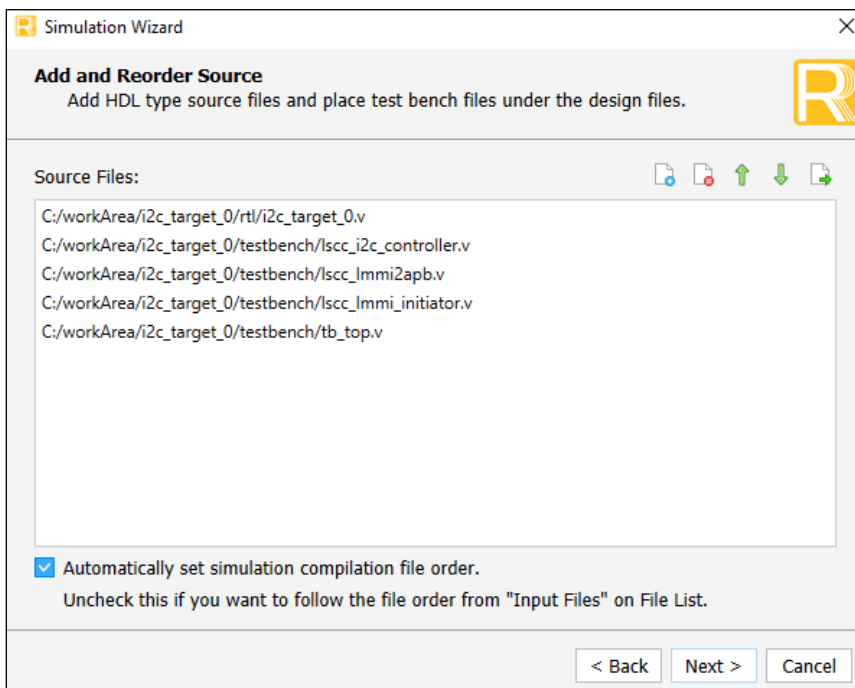 Simulation Wizard
Add and Reorder Source
Add HDL type source files and place test bench files under the design files.
Source Files:
C:/workArea/i2c_target_0/rtl/i2c_target_0.v
C:/workArea/i2c_target_0/testbench/lscc_i2c_controller.v
C:/workArea/i2c_target_0/testbench/lscc_lmmi2apb.v
C:/workArea/i2c_target_0/testbench/lscc_lmmi_initiator.v
C:/workArea/i2c_target_0/testbench/tb_top.v
Automatically set simulation compilation file order.
Uncheck this if you want to follow the file order from "Input Files" on File List.
< Back Next > Cancel